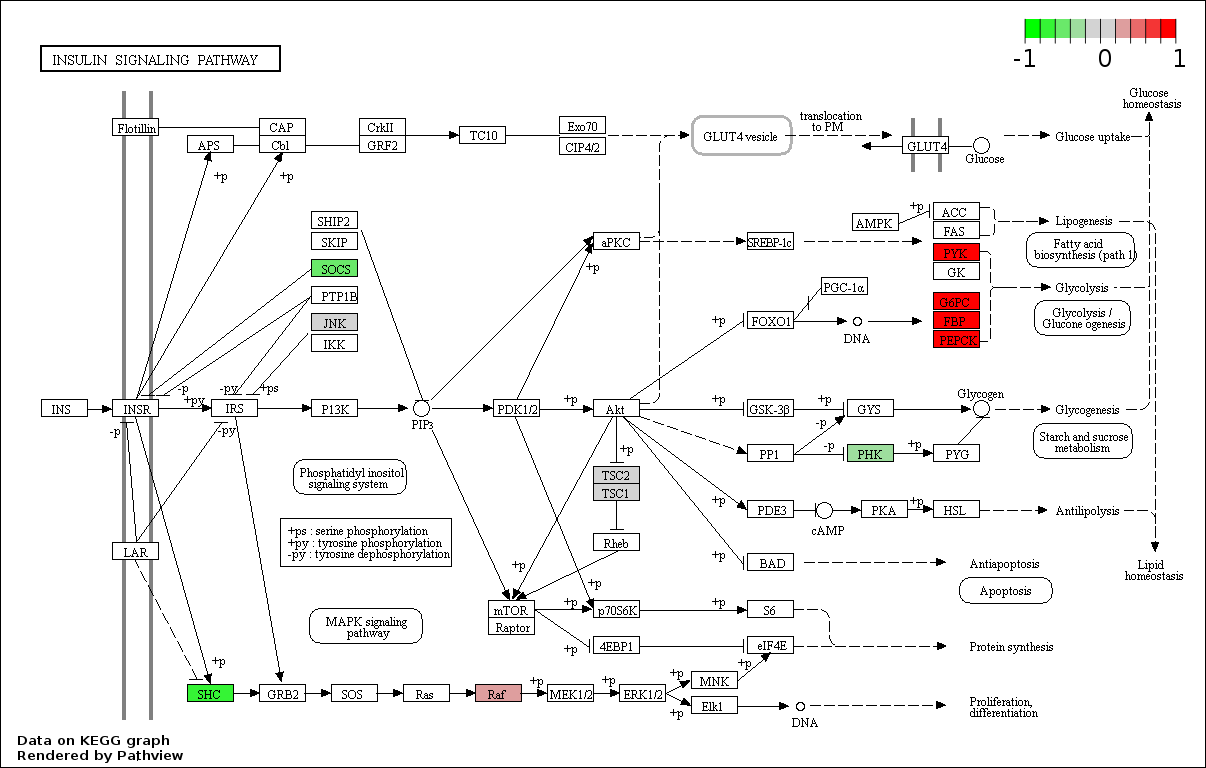 INSULIN SIGNALING PATHWAY
-1 0 1
Glucose
homeostasis
Flotillin
CAP
Cbl
APS
CrkII
GRF2
TC10
Exo70
CIP4/2
GLUT4 vesicle
translocation
to PM
GLUT4
Glucose
Glucose uptake
+p
+p
SHIP2
SKIP
SOCS
PTP1B
JNK
IKK
aPKC
+p
SREBP-1c
AMPK
+p
ACC
FAS
PYK
GK
G6PC
FBP
PEPCK
Lipogenesis
Fatty acid
biosynthesis (path 1)
Glycolysis
Glycolysis /
Glucone ogenesis
PGC-1α
FOXO1
+p
DNA
-p
+py
-py
+ps
INS
INSR
IRS
P13K
PIP3
PDK1/2
+p
Akt
+p
GSK-3β
+p
GYS
Glycogen
Glycogenesis
-p
-py
-p
-p
PP1
PHK
+p
PYG
Starch and sucrose
metabolism
Phosphatidyl inositol
signaling system
+p
TSC2
TSC1
+p
PDE3
cAMP
PKA
+p
HSL
Antilipolysis
+ps : serine phosphorylation
+py : tyrosine phosphorylation
-py : tyrosine dephosphorylation
LAR
Rheb
+p
BAD
Antiapoptosis
Apoptosis
Lipid
homeostasis
+p
+p
mTOR
Raptor
+p
p70S6K
+p
S6
MAPK signaling
pathway
+p
4EBP1
eIF4E
Protein synthesis
+p
+p
SHC
GRB2
SOS
Ras
Raf
+p
MEK1/2
+p
ERK1/2
+p
MNK
+p
Elk1
DNA
Proliferation,
differentiation
Data on KEGG graph
Rendered by Pathview